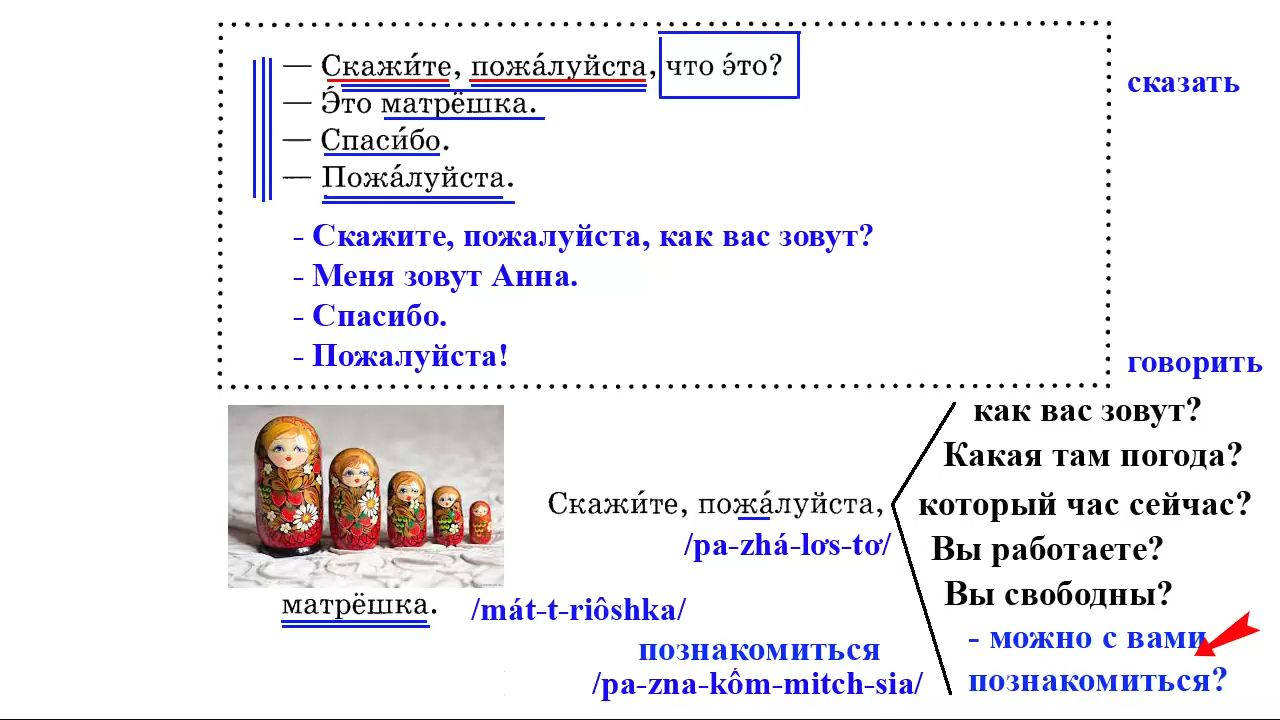 — Скажи́те, пожа́луйста, что э́то?
— Э́то матрёшка.
— Спаси́бо.
— Пожа́луйста.
- Скажите, пожалуйста, как вас зовут?
- Меня зовут Анна.
- Спасибо.
- Пожалуйста!
сказать
говорить
матрёшка.
/mát-t-riôshka/
Скажи́те, пожа́луйста,
/pa-zhá-lơs-tơ/
как вас зовут?
Какая там погода?
который час сейчас?
Вы работаете?
Вы свободны?
- можно с вами
познакомиться?
познакомиться
/pa-zna-kốm-mitch-sia/